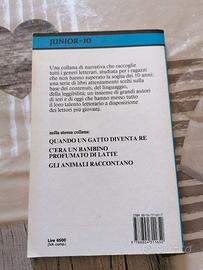 JUNIOR-10
Una collana di narrativa che raccoglie
tutti i generi letterari, studiata per i ragazzi
che non hanno superato la soglia dei 10 anni:
una serie di libri attentamente scelti sulla
base dei contenuti, del linguaggio,
della leggibilità; un insieme di grandi autori
di ieri e di oggi che hanno messo tutto
il loro talento letterario a disposizione
dei lettori più giovani.
nella stessa collana:
QUANDO UN GATTO DIVENTA RE
C'ERA UN BAMBINO
PROFUMATO DI LATTE
GLI ANIMALI RACCONTANO
Lire 8500
(IVA comp.)